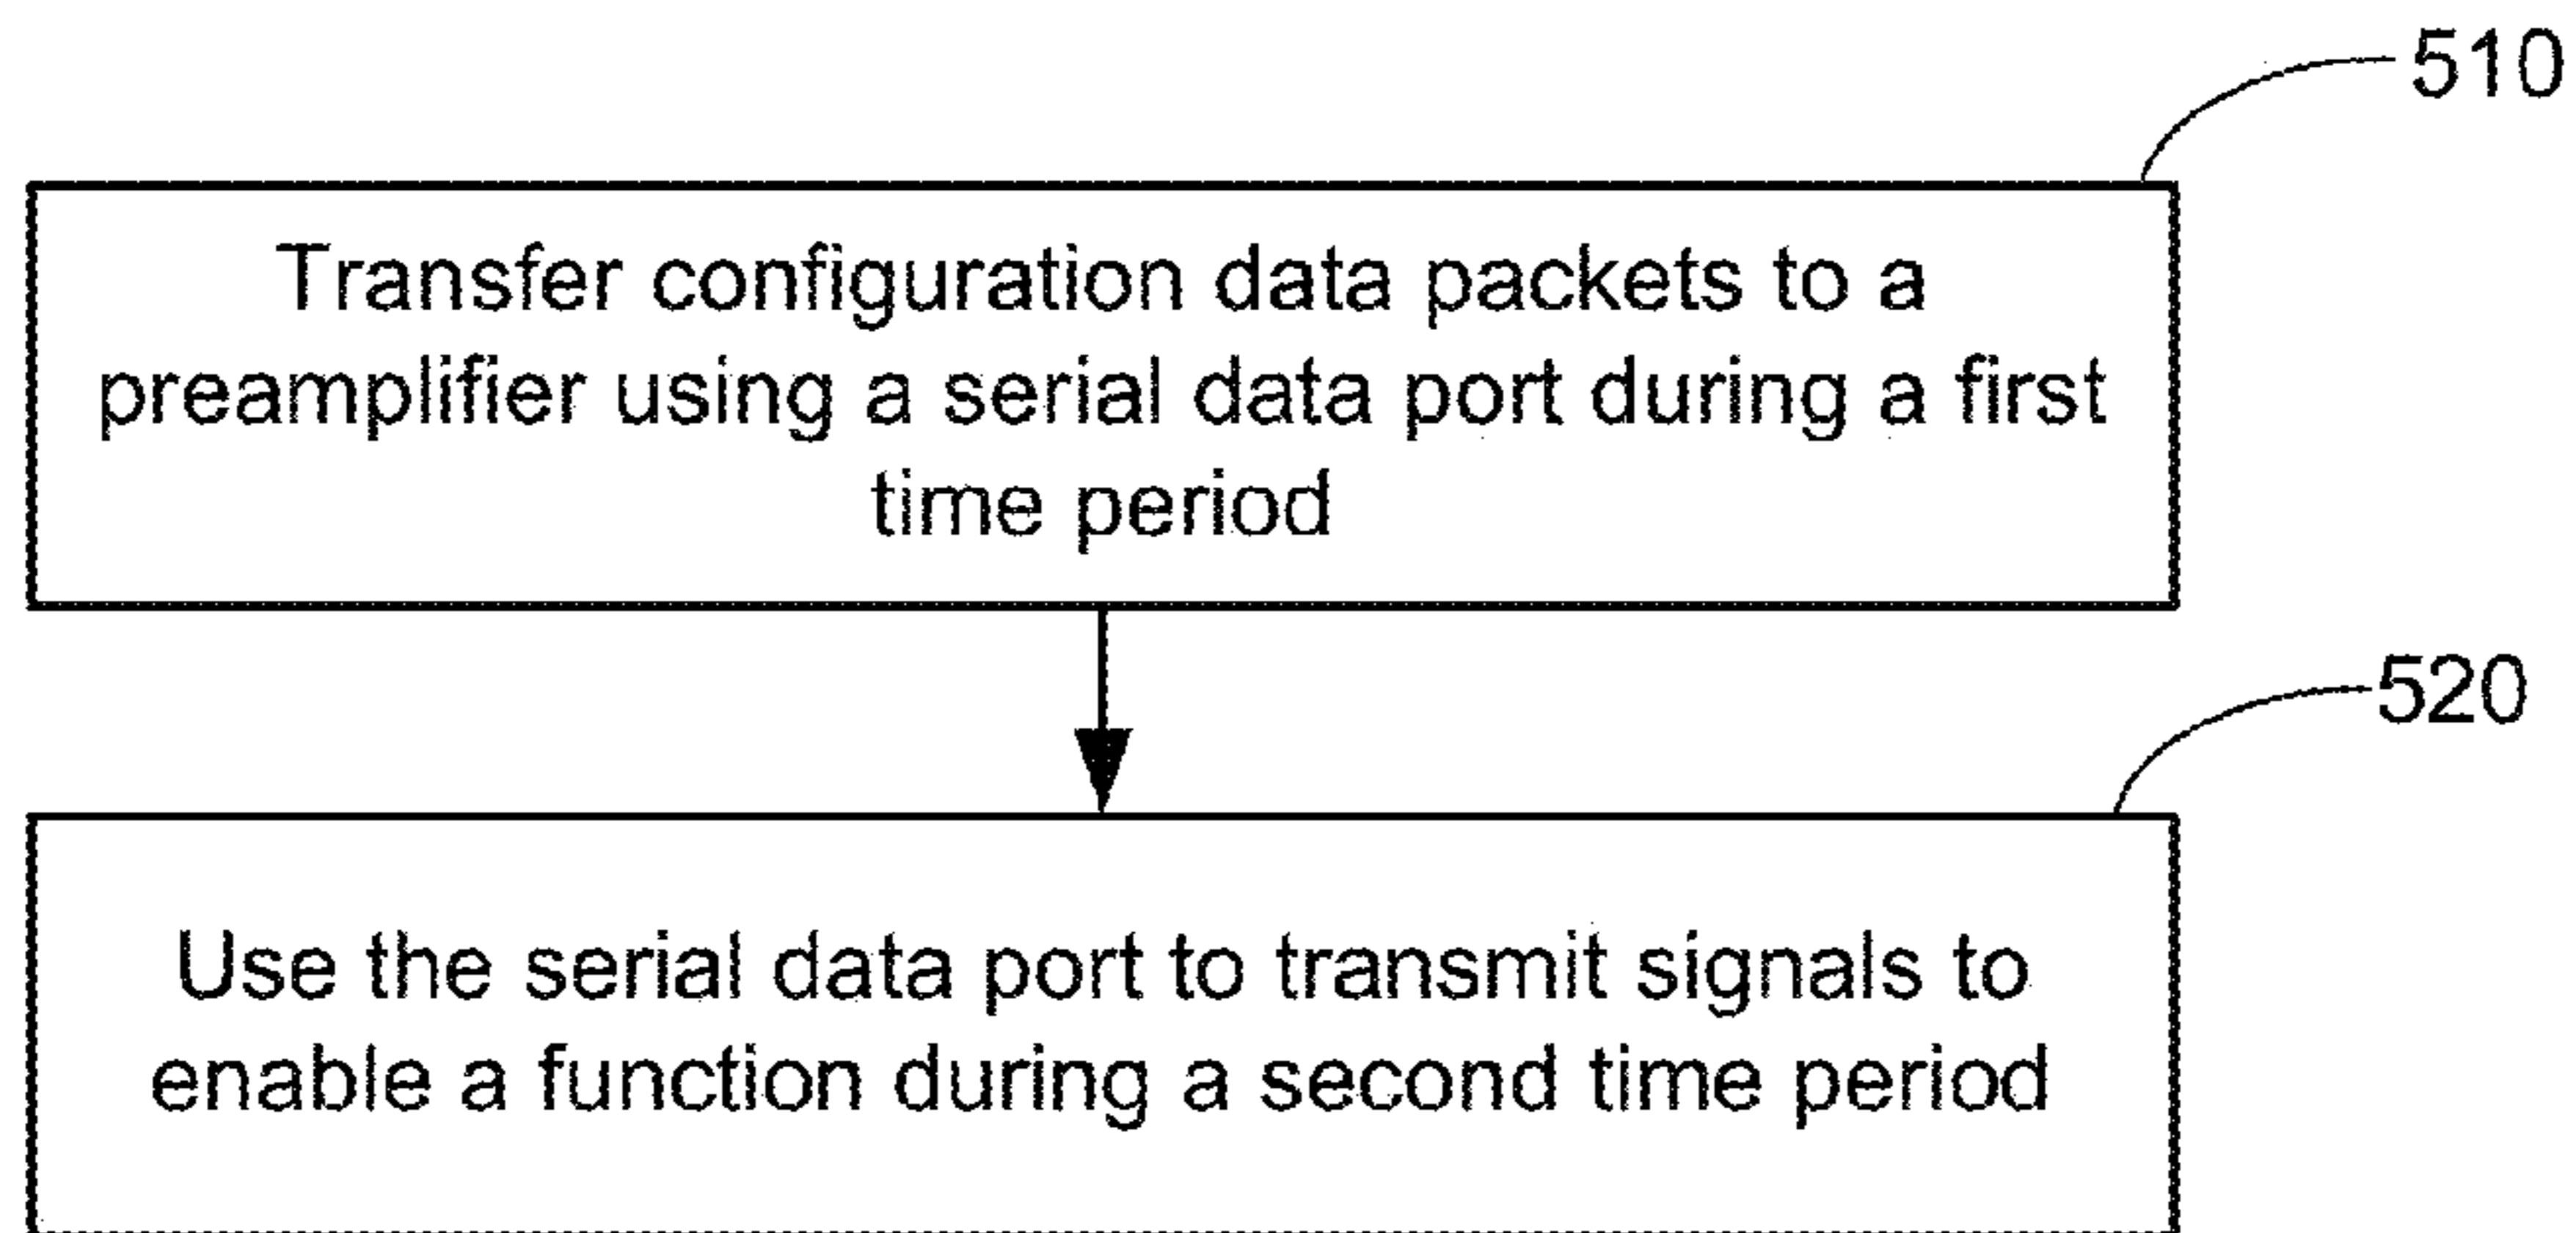 510
Transfer configuration data packets to a
preamplifier using a serial data port during a first
time period
520
Use the serial data port to transmit signals to
enable a function during a second time period